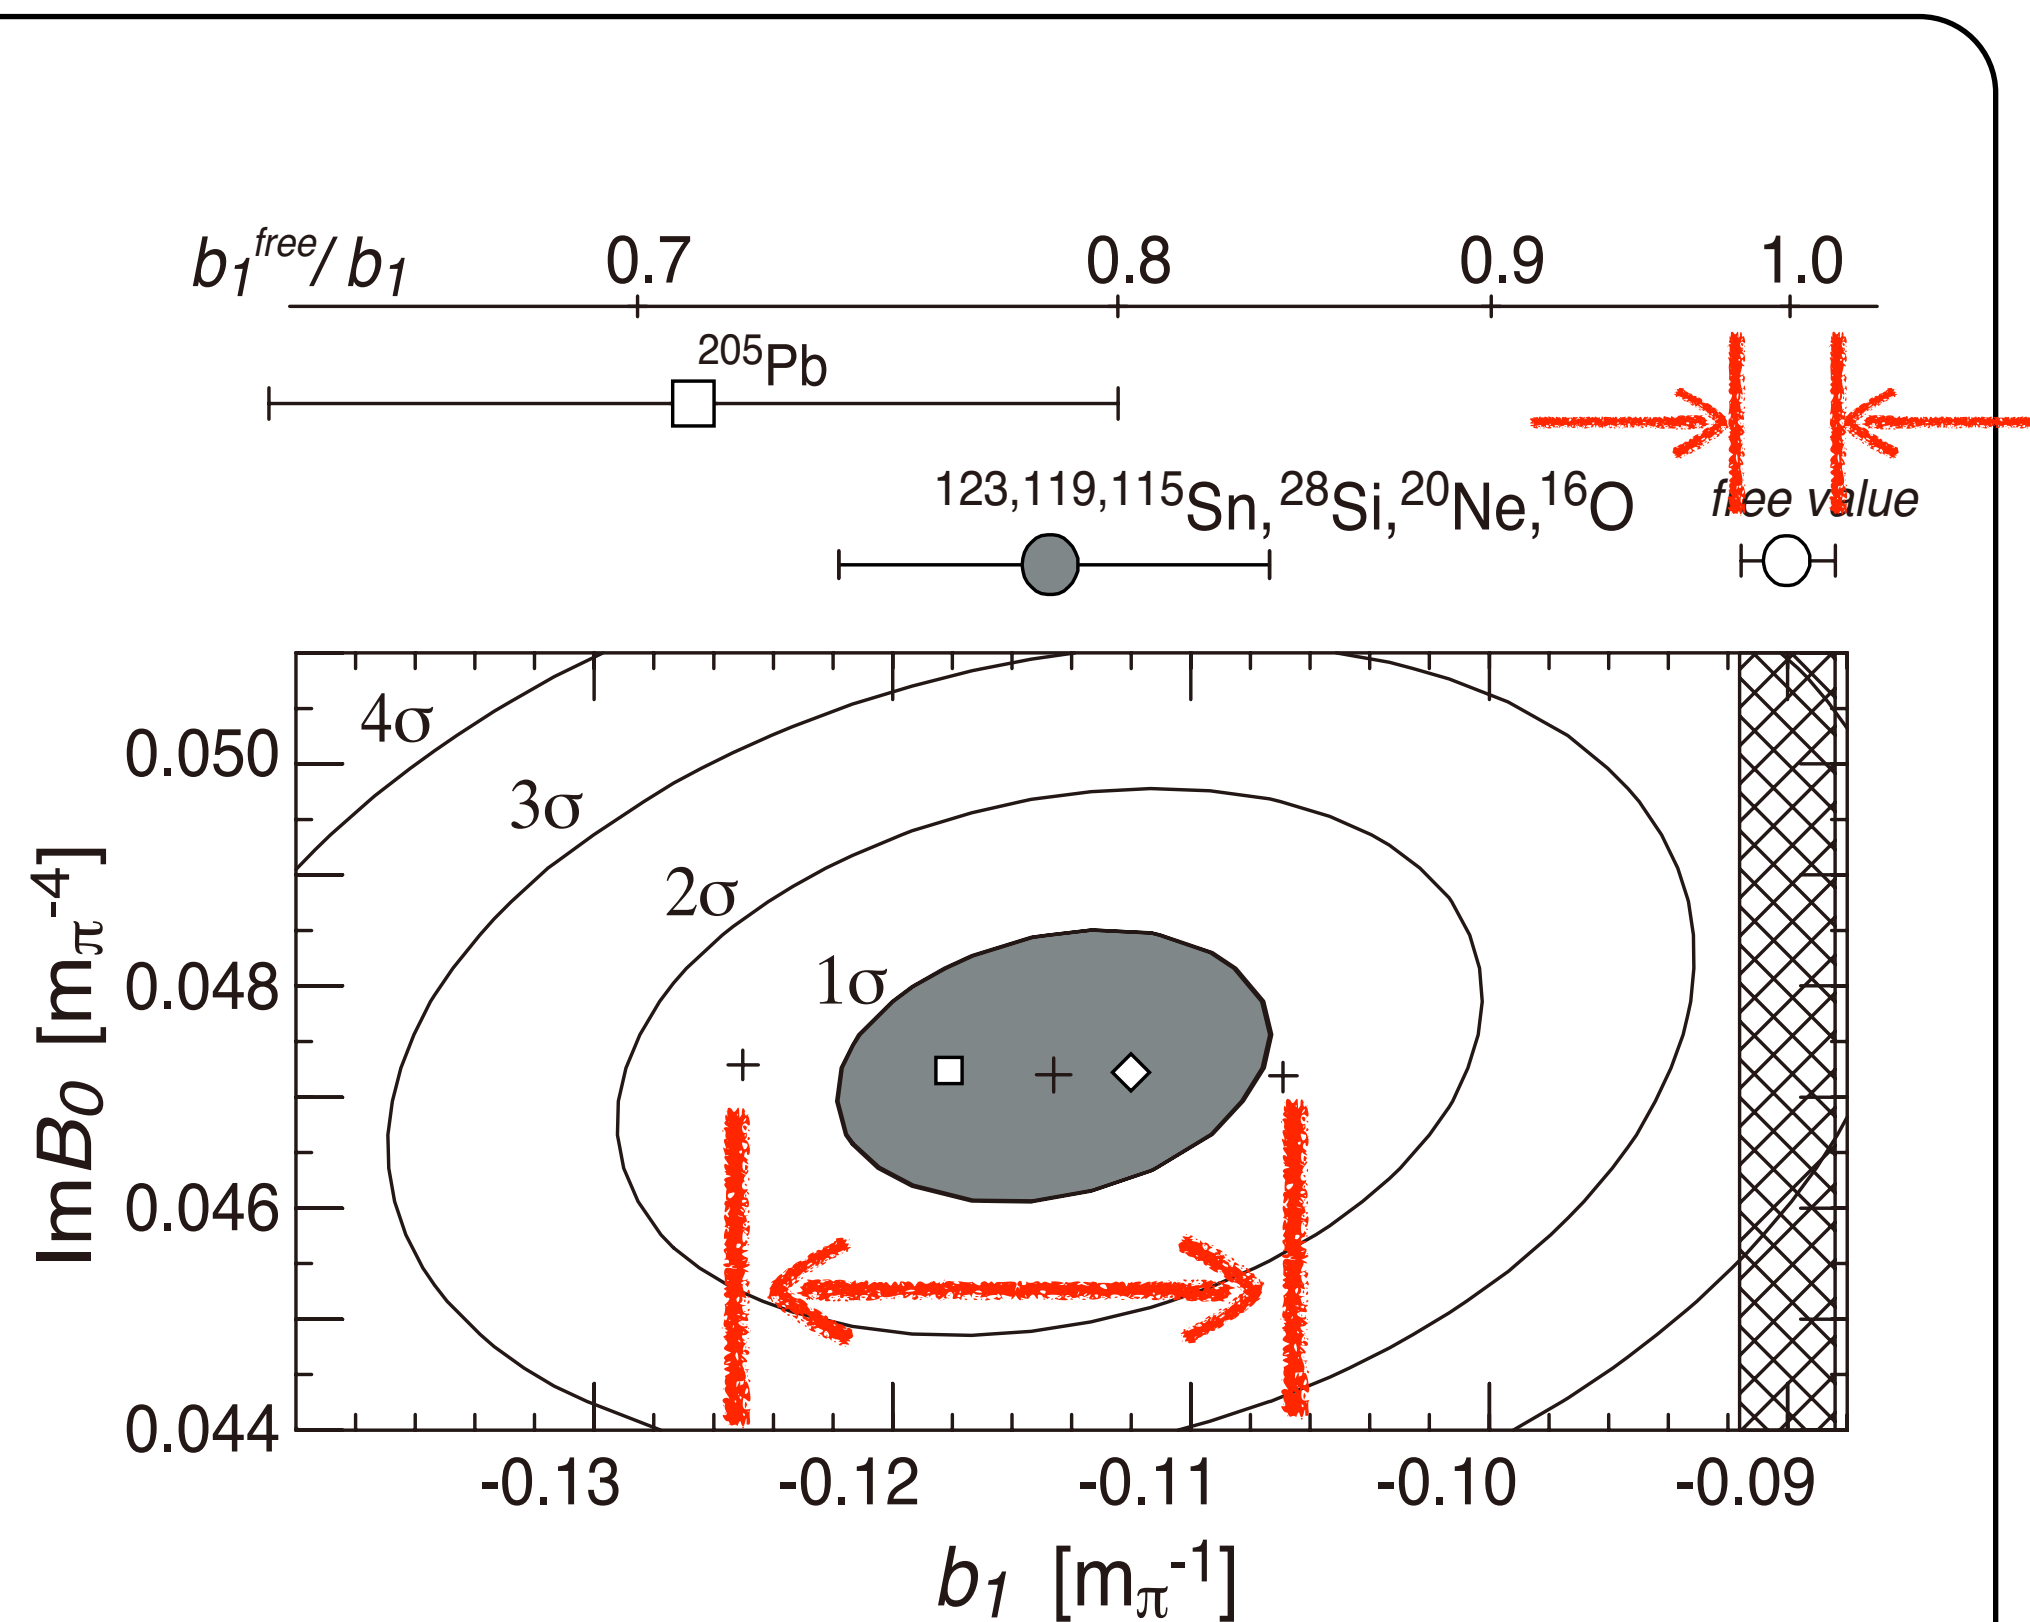 b₁ᶠʳᵉᵉ/b₁ 0.7 0.8 0.9 1.0
²⁰⁵Pb
¹²³,¹¹⁹,¹¹⁵Sn,²⁸Si,²⁰Ne,¹⁶O free value
4σ
0.050
3σ
2σ
1σ
0.048
0.046
0.044
ImB₀ [mπ⁻⁴]
-0.13 -0.12 -0.11 -0.10 -0.09
b₁ [mπ⁻¹]